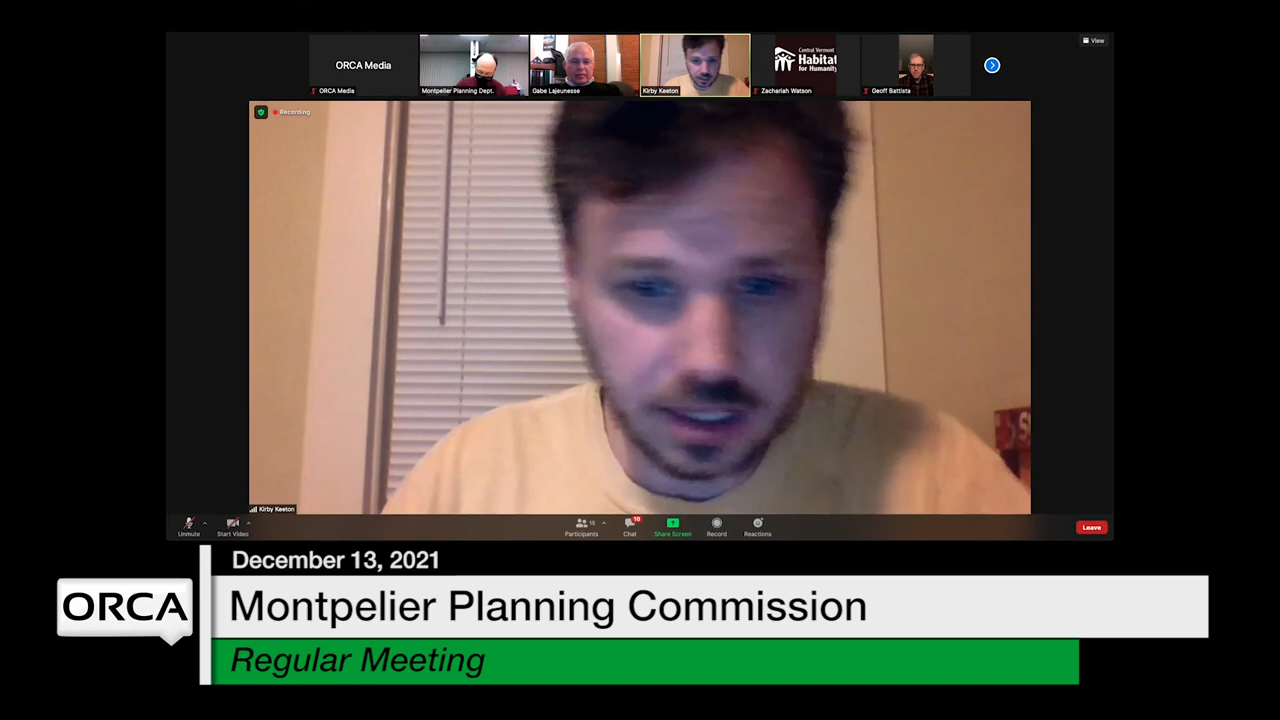 View
ORCA Media
Central Vermont
Habitat
for Humanity
ORCA Media
Montpelier Planning Dept.
Gabe Lajeunesse
Kirby Keeton
Zachariah Watson
Geoff Battista
Recording
Kirby Keeton
Unmute
Start Video
Participants
Chat
Share Screen
Record
Reactions
Leave
December 13, 2021
ORCA
Montpelier Planning Commission
Regular Meeting